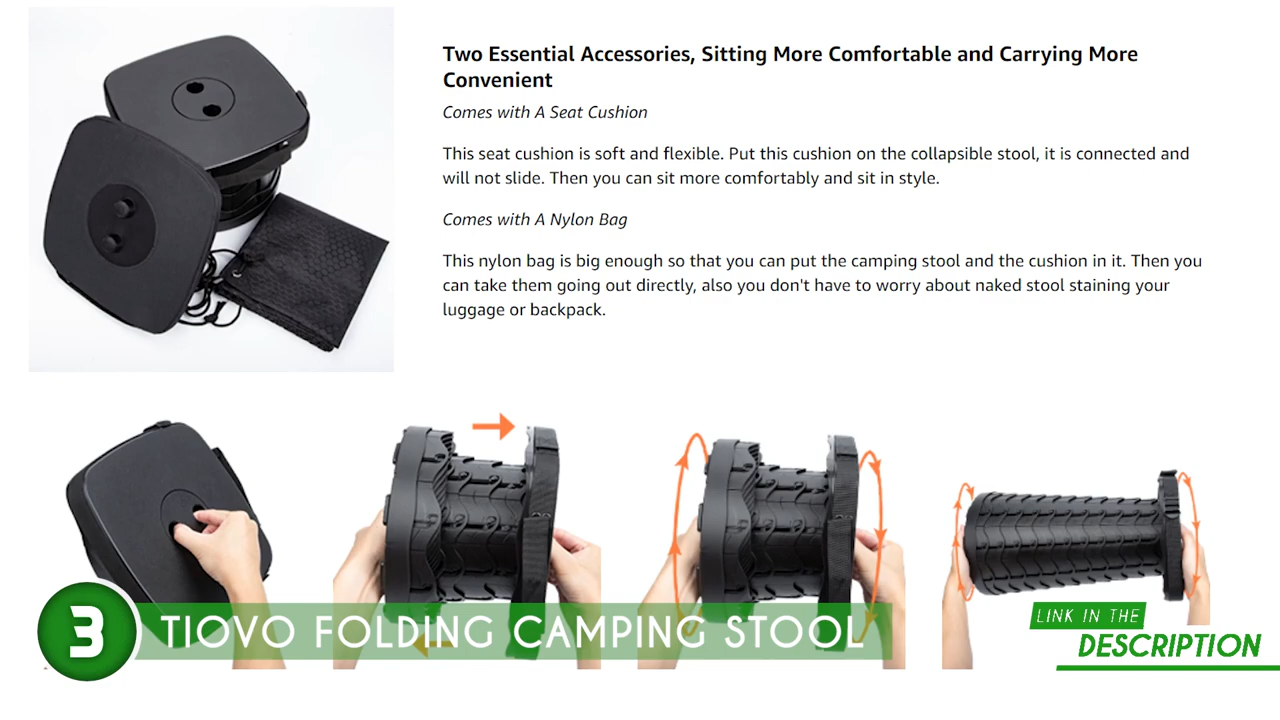 Two Essential Accessories, Sitting More Comfortable and Carrying More
Convenient
Comes with A Seat Cushion
This seat cushion is soft and flexible. Put this cushion on the collapsible stool, it is connected and
will not slide. Then you can sit more comfortably and sit in style.
Comes with A Nylon Bag
This nylon bag is big enough so that you can put the camping stool and the cushion in it. Then you
can take them going out directly, also you don't have to worry about naked stool staining your
luggage or backpack.
3 TIOVO FOLDING CAMPING STOOL
LINK IN THE
DESCRIPTION